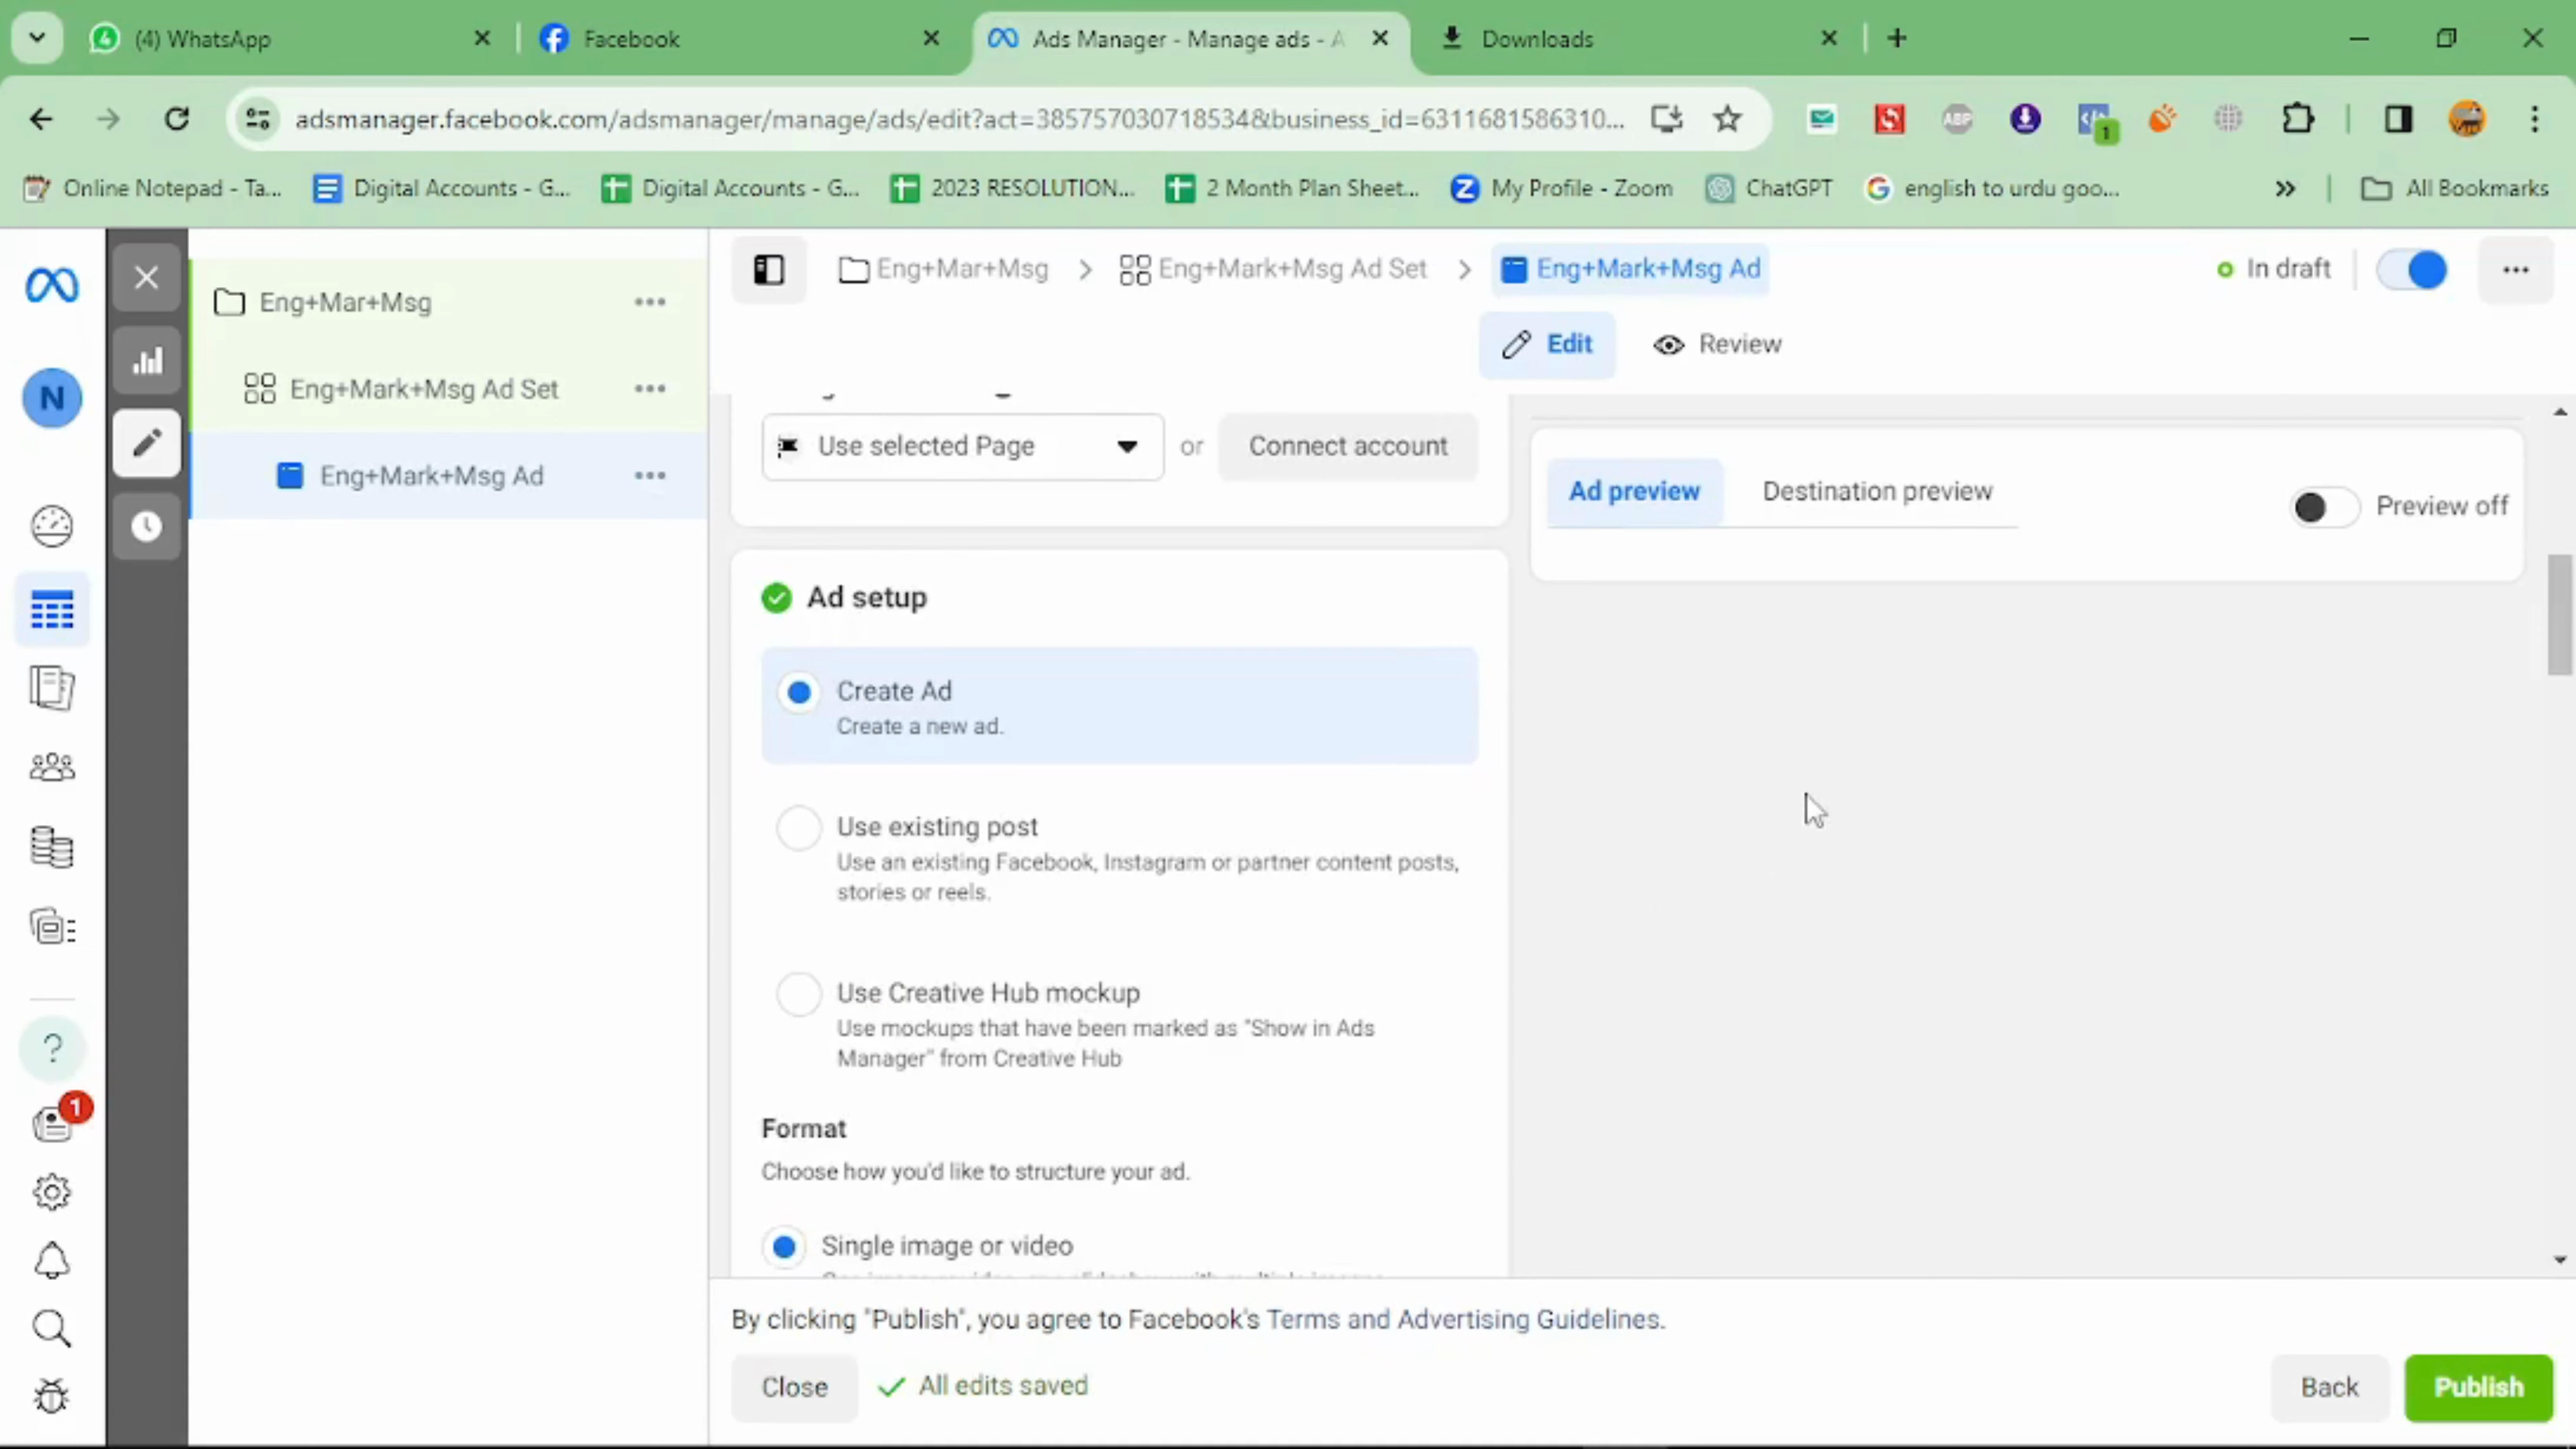 (4) WhatsApp
Facebook
Ads Manager - Manage ads - A
Downloads
adsmanager.facebook.com/adsmanager/manage/ads/edit?act=3857570307718534&business_id=6311681586310...
ABP
1
Online Notepad - Ta...
Digital Accounts - G...
Digital Accounts - G...
2023 RESOLUTION...
2 Month Plan Sheet...
My Profile - Zoom
ChatGPT
english to urdu goo...
All Bookmarks
N
Eng+Mar+Msg
Eng+Mark+Msg Ad Set
Eng+Mark+Msg Ad
Eng+Mar+Msg
Eng+Mark+Msg Ad Set
Eng+Mark+Msg Ad
In draft
Edit
Review
Use selected Page
or
Connect account
Ad preview
Destination preview
Preview off
Ad setup
Create Ad
Create a new ad.
Use existing post
Use an existing Facebook, Instagram or partner content posts,
stories or reels.
Use Creative Hub mockup
Use mockups that have been marked as "Show in Ads
Manager" from Creative Hub
Format
Choose how you'd like to structure your ad.
Single image or video
1
By clicking "Publish", you agree to Facebook's Terms and Advertising Guidelines.
Close
All edits saved
Back
Publish